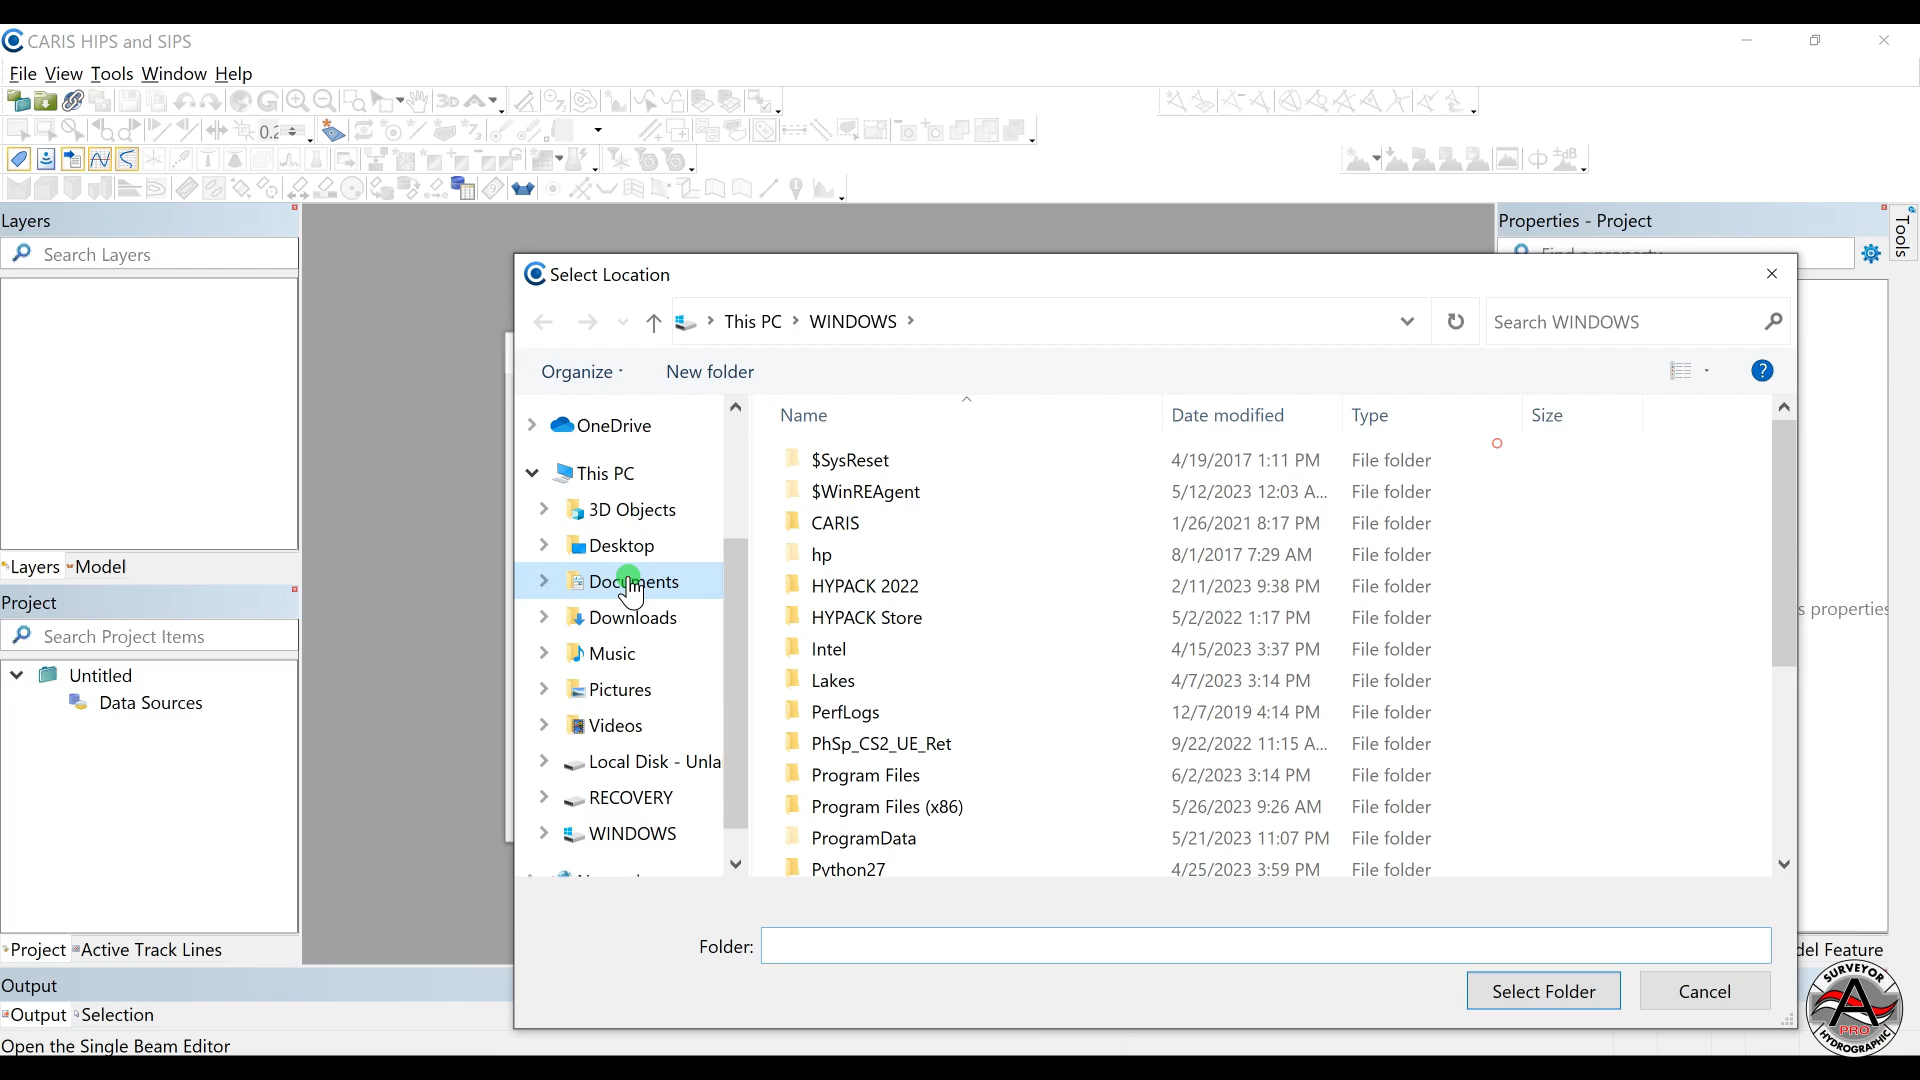 CARIS HIPS and SIPS
File View Tools Window Help
3D
0.2
±dB
Layers
Search Layers
Layers Model
Project
Search Project Items
Untitled
Data Sources
Project Active Track Lines
Output
Output Selection
Open the Single Beam Editor
Properties - Project
Tools
Select Location
This PC WINDOWS
Search WINDOWS
Organize New folder
?
Name Date modified Type Size
OneDrive
This PC
3D Objects
Desktop
Documents
Downloads
Music
Pictures
Videos
Local Disk - Unla
RECOVERY
WINDOWS
$SysReset 4/19/2017 1:11 PM File folder
$WinREAgent 5/12/2023 12:03 A... File folder
CARIS 1/26/2021 8:17 PM File folder
hp 8/1/2017 7:29 AM File folder
HYPACK 2022 2/11/2023 9:38 PM File folder
HYPACK Store 5/2/2022 1:17 PM File folder
Intel 4/15/2023 3:37 PM File folder
Lakes 4/7/2023 3:14 PM File folder
PerfLogs 12/7/2019 4:14 PM File folder
PhSp_CS2_UE_Ret 9/22/2022 11:15 A... File folder
Program Files 6/2/2023 3:14 PM File folder
Program Files (x86) 5/26/2023 9:26 AM File folder
ProgramData 5/21/2023 11:07 PM File folder
Python27 4/25/2023 3:59 PM File folder
Folder:
Select Folder Cancel
s properties
del Feature
SURVEYOR
A
PRO
HYDROGRAPHIC